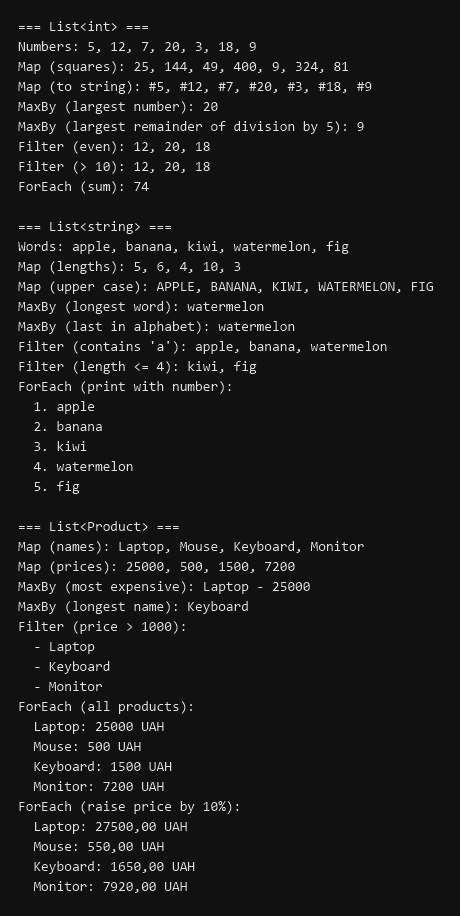 === List<int> ===
Numbers: 5, 12, 7, 20, 3, 18, 9
Map (squares): 25, 144, 49, 400, 9, 324, 81
Map (to string): #5, #12, #7, #20, #3, #18, #9
MaxBy (largest number): 20
MaxBy (largest remainder of division by 5): 9
Filter (even): 12, 20, 18
Filter (> 10): 12, 20, 18
ForEach (sum): 74

=== List<string> ===
Words: apple, banana, kiwi, watermelon, fig
Map (lengths): 5, 6, 4, 10, 3
Map (upper case): APPLE, BANANA, KIWI, WATERMELON, FIG
MaxBy (longest word): watermelon
MaxBy (last in alphabet): watermelon
Filter (contains 'a'): apple, banana, watermelon
Filter (length <= 4): kiwi, fig
ForEach (print with number):
  1. apple
  2. banana
  3. kiwi
  4. watermelon
  5. fig

=== List<Product> ===
Map (names): Laptop, Mouse, Keyboard, Monitor
Map (prices): 25000, 500, 1500, 7200
MaxBy (most expensive): Laptop - 25000
MaxBy (longest name): Keyboard
Filter (price > 1000):
  - Laptop
  - Keyboard
  - Monitor
ForEach (all products):
  Laptop: 25000 UAH
  Mouse: 500 UAH
  Keyboard: 1500 UAH
  Monitor: 7200 UAH
ForEach (raise price by 10%):
  Laptop: 27500,00 UAH
  Mouse: 550,00 UAH
  Keyboard: 1650,00 UAH
  Monitor: 7920,00 UAH